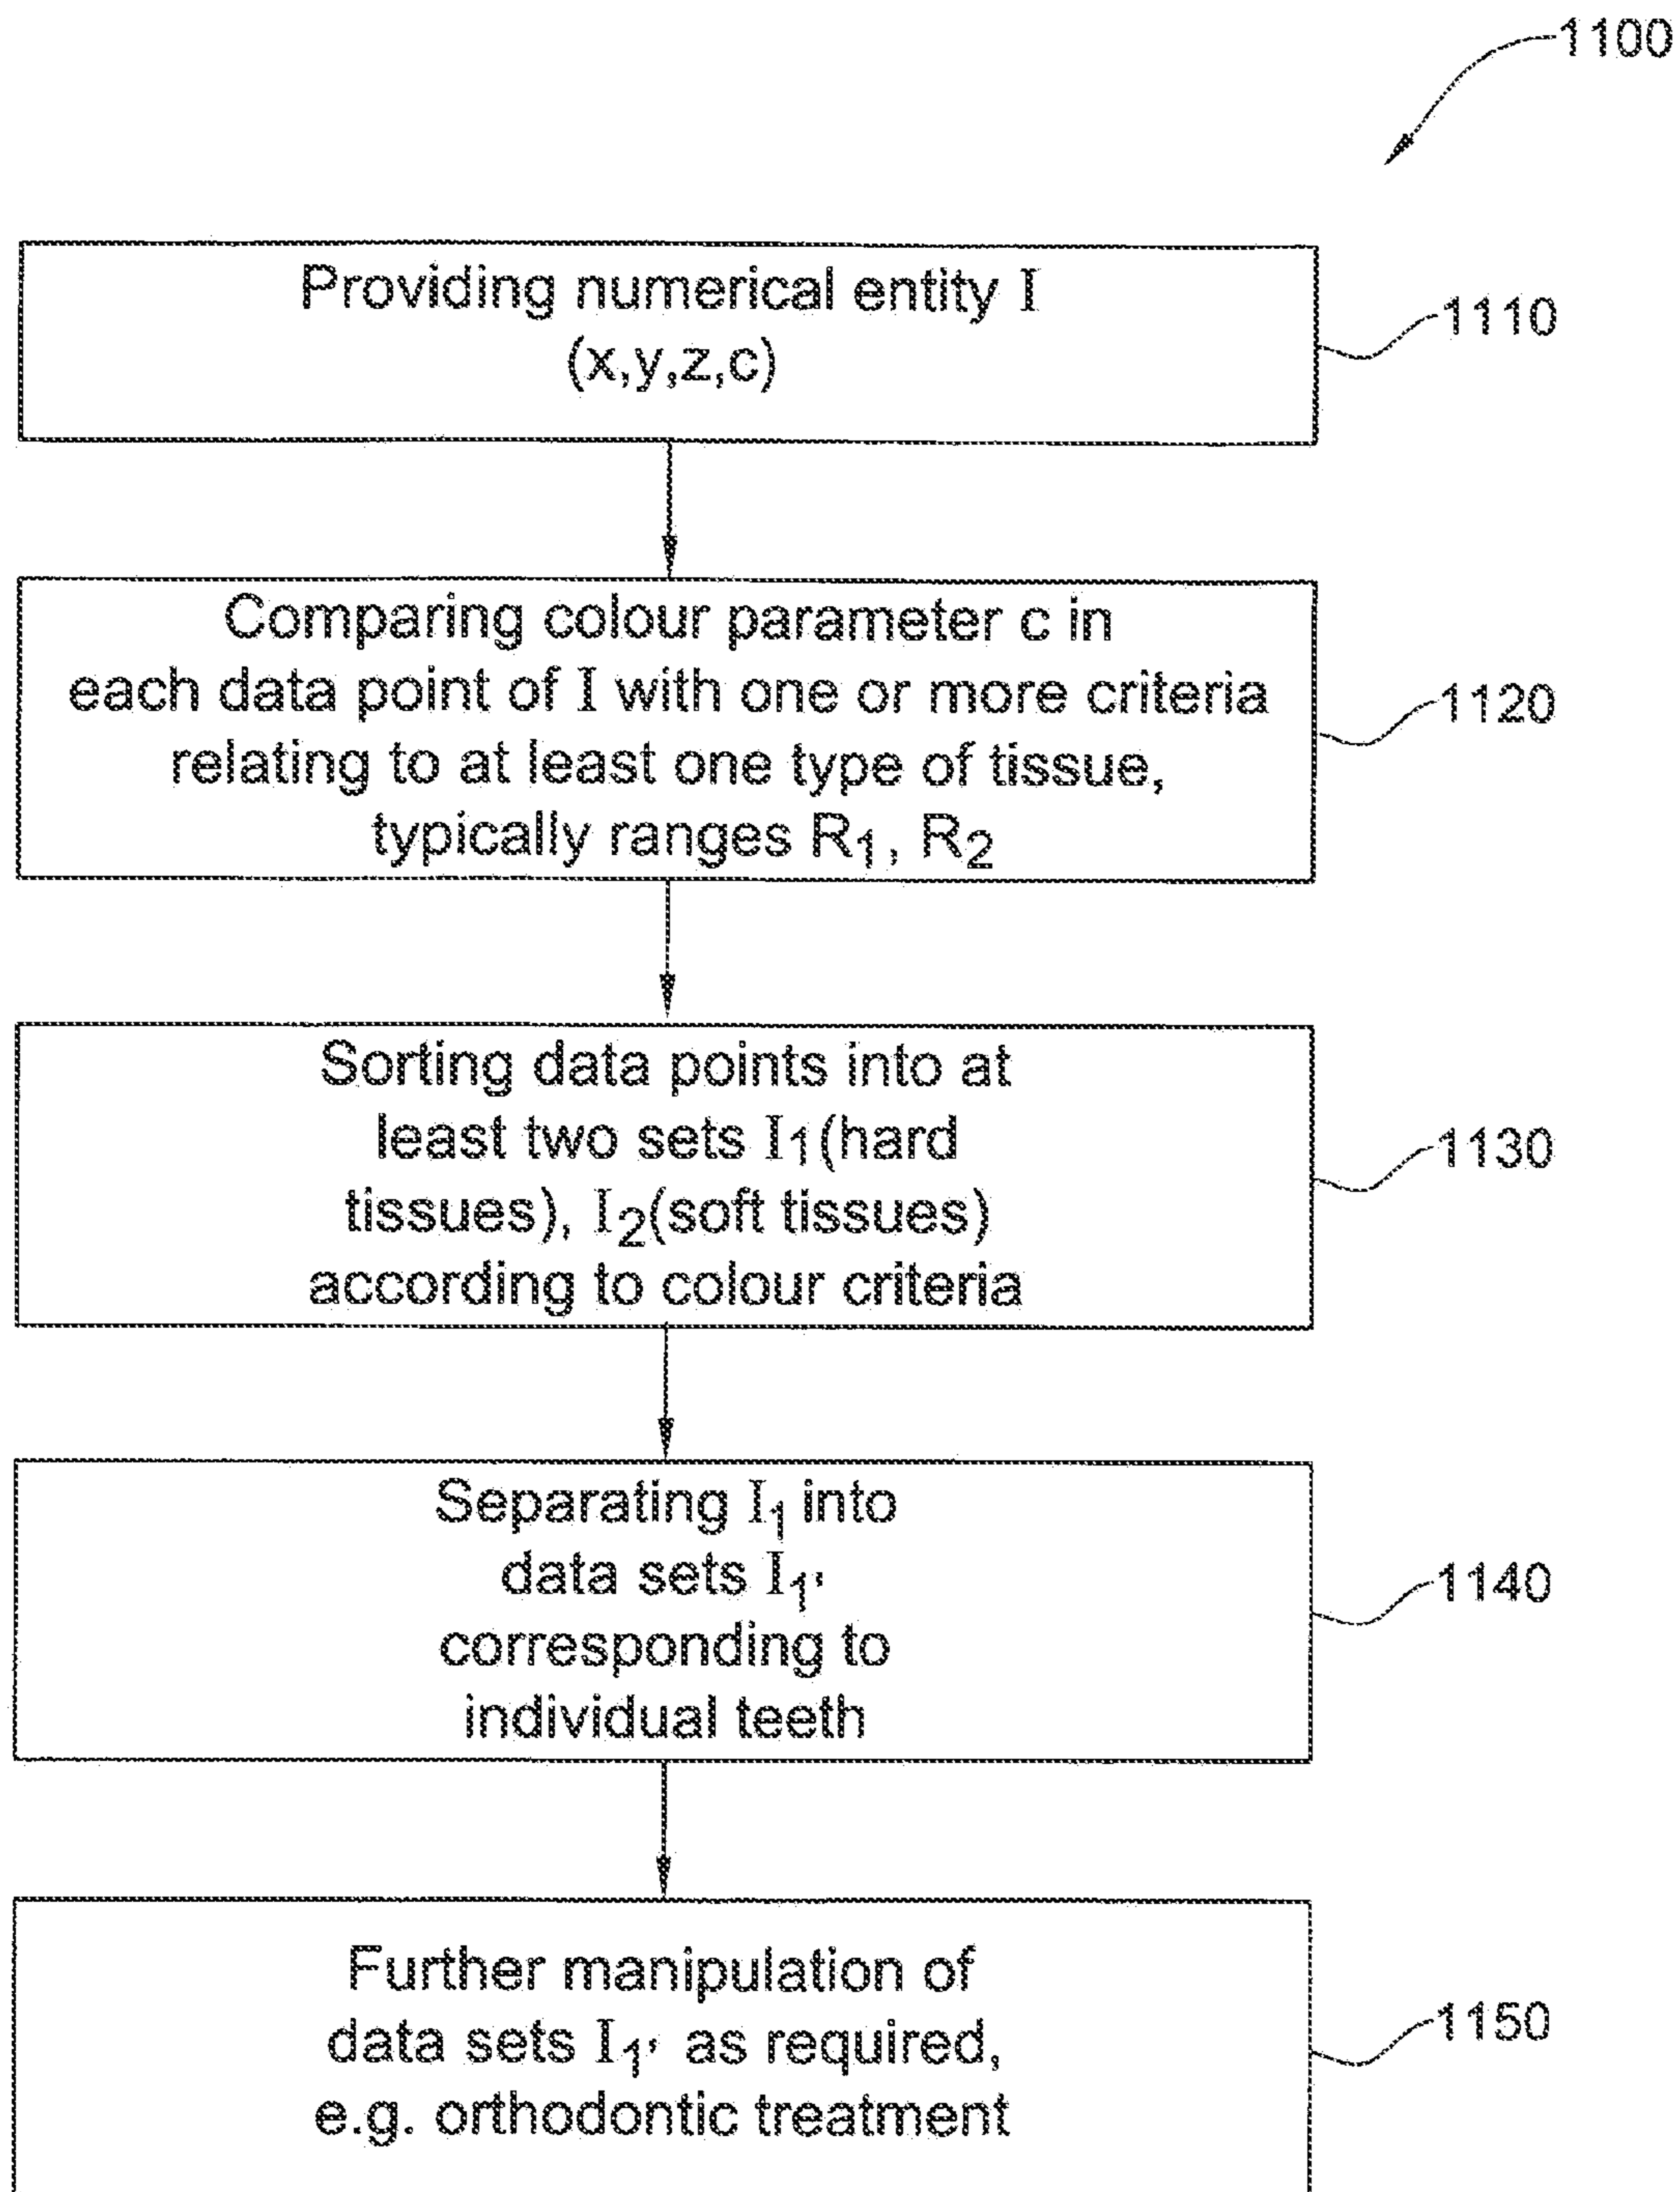 1100
Providing numerical entity I
(x,y,z,c)
1110
Comparing colour parameter c in
each data point of I with one or more criteria
relating to at least one type of tissue,
typically ranges R1, R2
1120
Sorting data points into at
least two sets I1(hard
tissues), I2(soft tissues)
according to colour criteria
1130
Separating I1 into
data sets I1'
corresponding to
individual teeth
1140
Further manipulation of
data sets I1' as required,
e.g. orthodontic treatment
1150